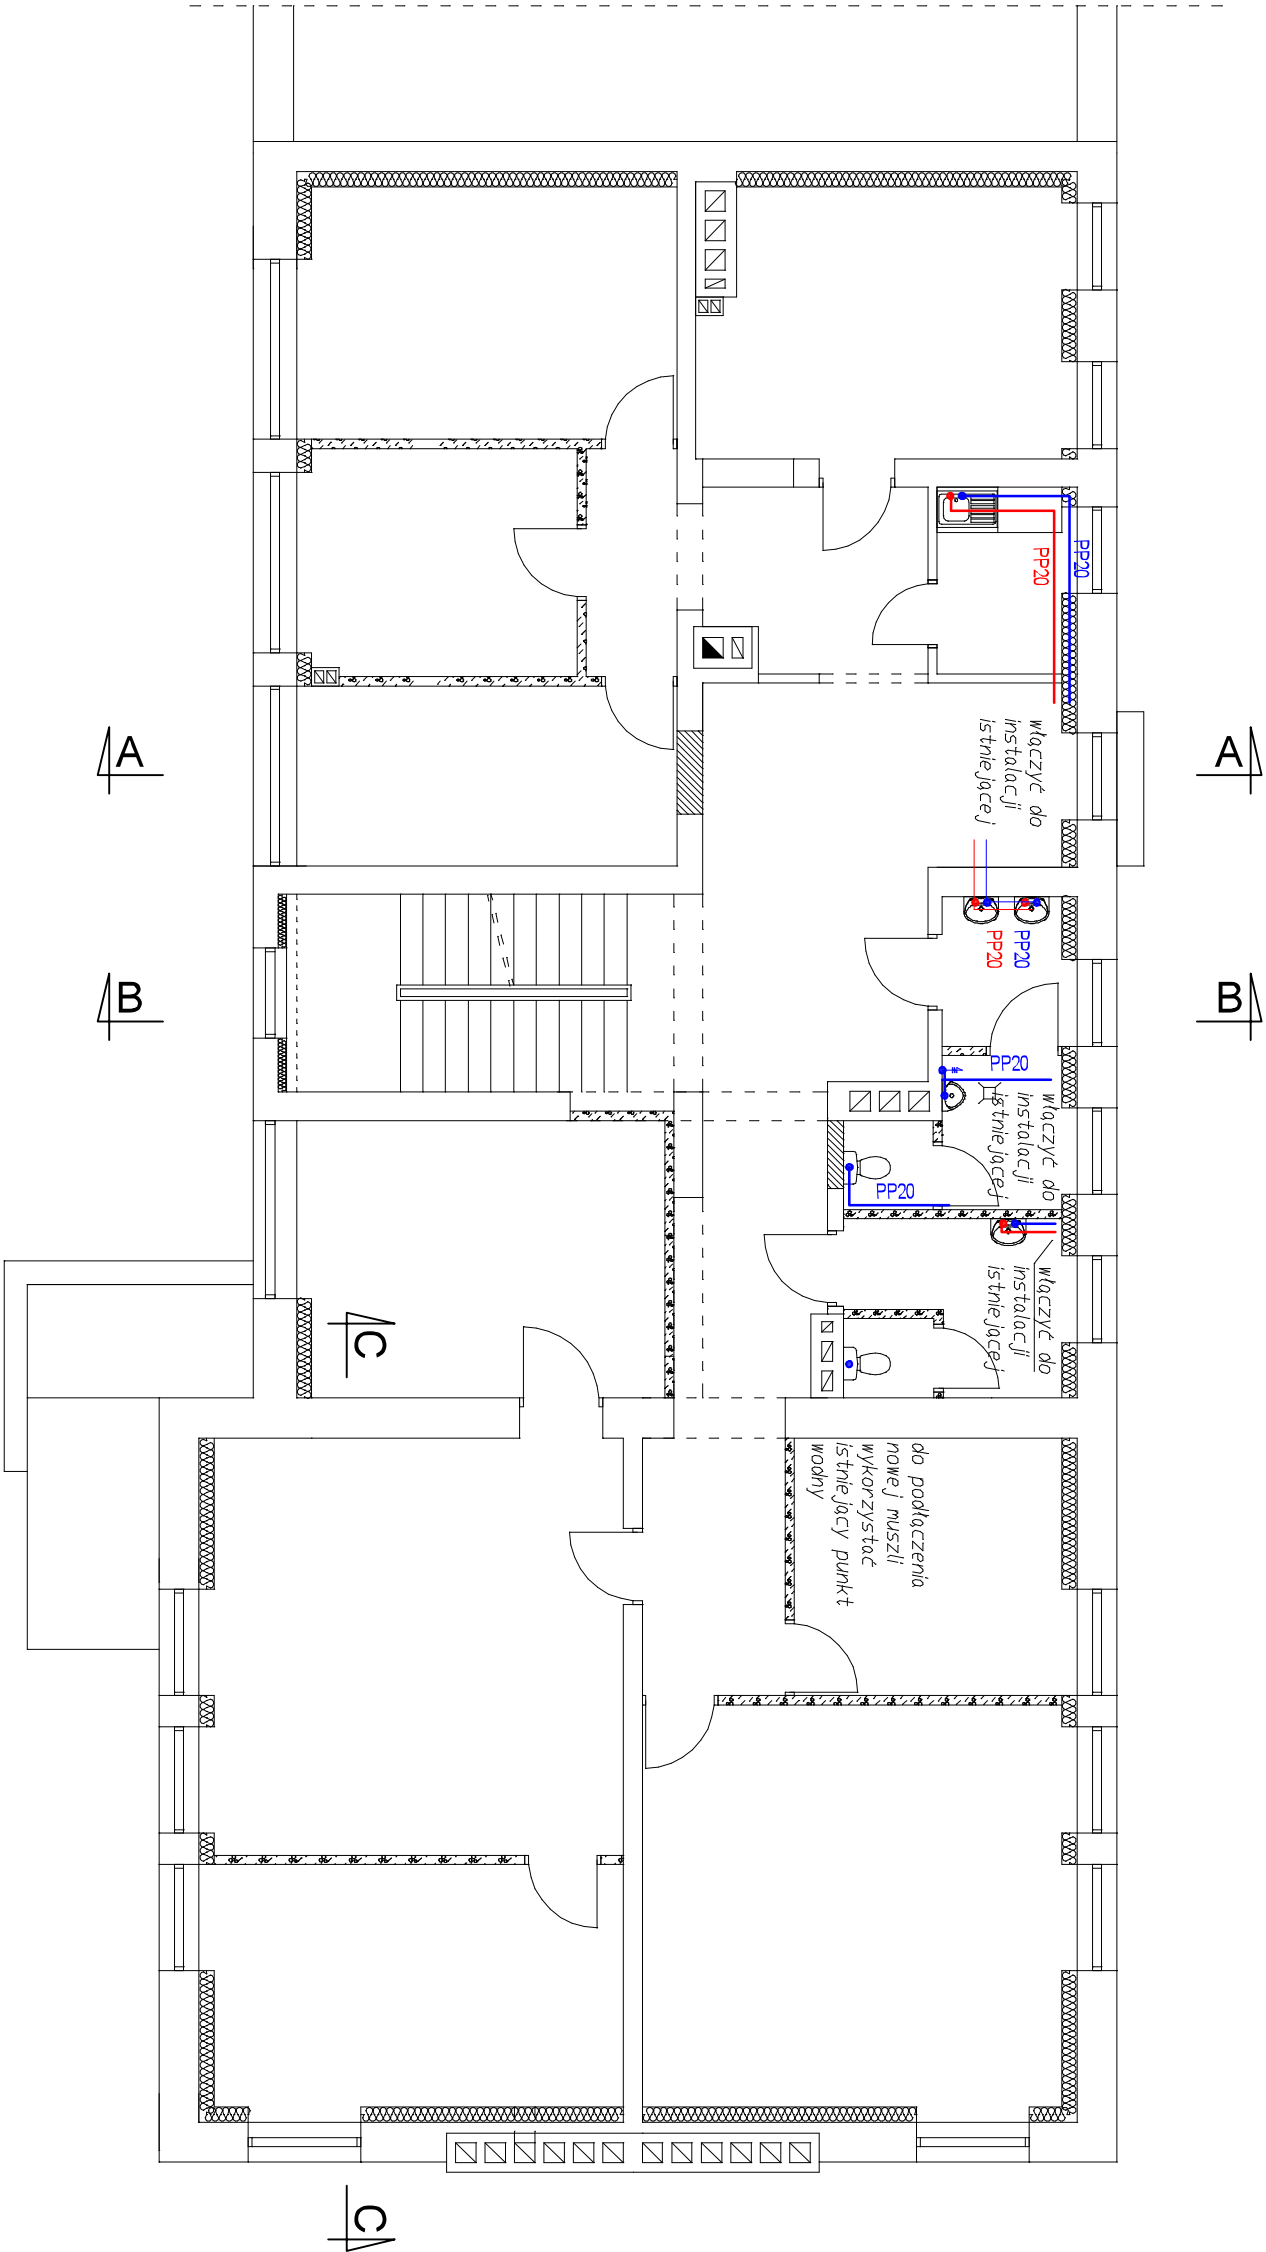 PP20
PP20
włączyć do
instalacji
istniejącej
A
A
PP20
PP20
B
B
PP20
włączyć do
instalacji
istniejącej
PP20
włączyć do
instalacji
istniejącej
C
do podłączenia
nowej muszli
wykorzystać
istniejący punkt
wodny
C